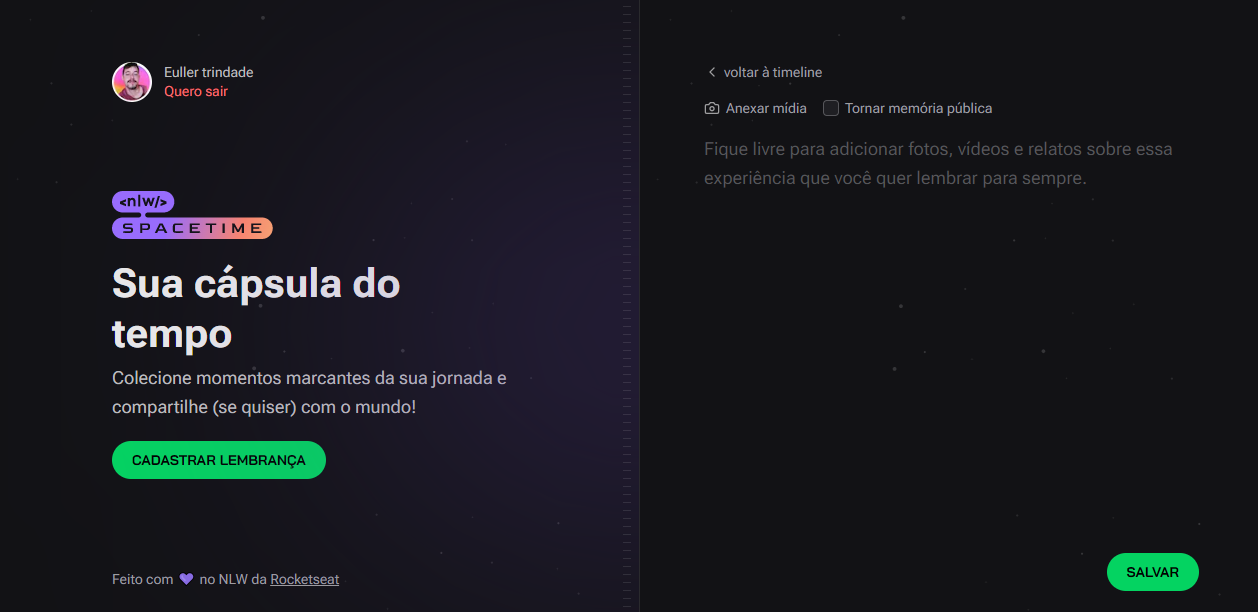 Euller trindade
Quero sair
<nlw/>
SPACETIME
Sua cápsula do
tempo
Colecione momentos marcantes da sua jornada e
compartilhe (se quiser) com o mundo!
CADASTRAR LEMBRANÇA
Feito com 💜 no NLW da Rocketseat
voltar à timeline
Anexar mídia Tornar memória pública
Fique livre para adicionar fotos, vídeos e relatos sobre essa
experiência que você quer lembrar para sempre.
SALVAR